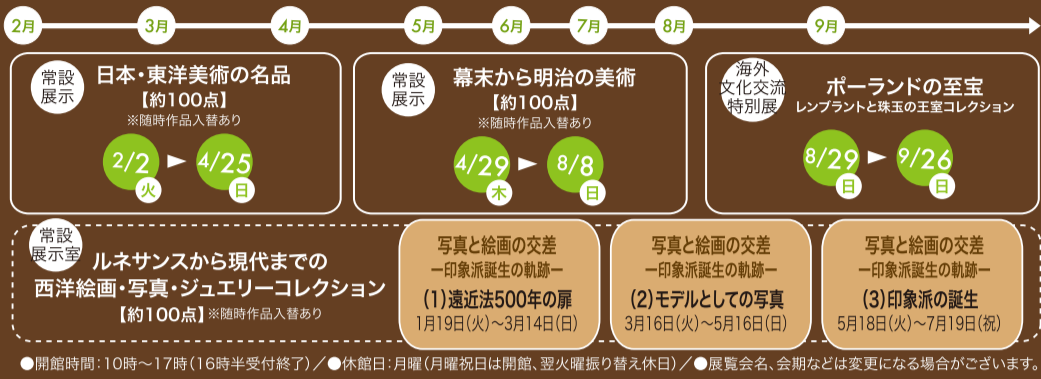 2月 3月 4月 5月 6月 7月 8月 9月
常設
展示
日本・東洋美術の名品
【約100点】
※随時作品入替あり
2/2 ▶ 4/25
火 日
常設
展示
幕末から明治の美術
【約100点】
※随時作品入替あり
4/29 ▶ 8/8
木 日
海外
文化交流
特別展
ポーランドの至宝
レンブラントと珠玉の王室コレクション
8/29 ▶ 9/26
日 日
常設
展示室
ルネサンスから現代までの
西洋絵画・写真・ジュエリーコレクション
【約100点】※随時作品入替あり
写真と絵画の交差
ー印象派誕生の軌跡ー
(1)遠近法500年の扉
1月19日(火)〜3月14日(日)
写真と絵画の交差
ー印象派誕生の軌跡ー
(2)モデルとしての写真
3月16日(火)〜5月16日(日)
写真と絵画の交差
ー印象派誕生の軌跡ー
(3)印象派の誕生
5月18日(火)〜7月19日(祝)
●開館時間:10時〜17時(16時半受付終了)/●休館日:月曜(月曜祝日は開館、翌火曜振り替え休日)/●展覧会名、会期などは変更になる場合がございます。